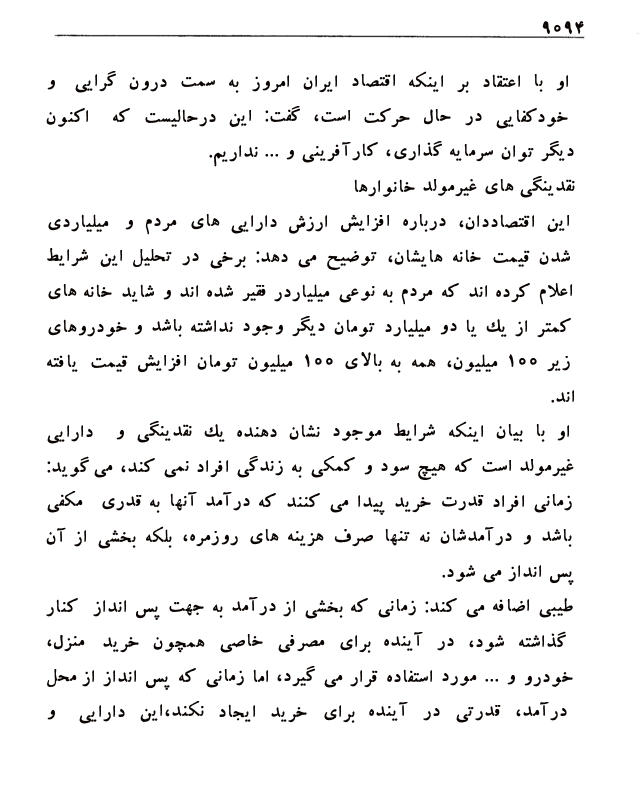 ۹۰۹۴
او با اعتقاد بر اینکه اقتصاد ایران امروز به سمت درون گرایی و
خودکفایی در حال حرکت است، گفت: این درحالیست که اکنون
دیگر توان سرمایه گذاری، کارآفرینی و ... نداریم.
نقدینگی های غیرمولد خانوارها
این اقتصاددان، درباره افزایش ارزش دارایی های مردم و میلیاردی
شدن قیمت خانه هایشان، توضیح می دهد: برخی در تحلیل این شرایط
اعلام کرده اند که مردم به نوعی میلیاردر فقیر شده اند و شاید خانه های
کمتر از یك یا دو میلیارد تومان دیگر وجود نداشته باشد و خودروهای
زیر ۱۰۰ میلیون، همه به بالای ۱۰۰ میلیون تومان افزایش قیمت یافته
اند.
او با بیان اینکه شرایط موجود نشان دهنده یك نقدینگی و دارایی
غیرمولد است که هیچ سود و کمکی به زندگی افراد نمی کند، می گوید:
زمانی افراد قدرت خرید پیدا می کنند که درآمد آنها به قدری مکفی
باشد و درآمدشان نه تنها صرف هزینه های روزمره، بلکه بخشی از آن
پس انداز می شود.
طیبی اضافه می کند: زمانی که بخشی از درآمد به جهت پس انداز کنار
گذاشته شود، در آینده برای مصرفی خاصی همچون خرید منزل،
خودرو و ... مورد استفاده قرار می گیرد، اما زمانی که پس انداز از محل
درآمد، قدرتی در آینده برای خرید ایجاد نکند،این دارایی و